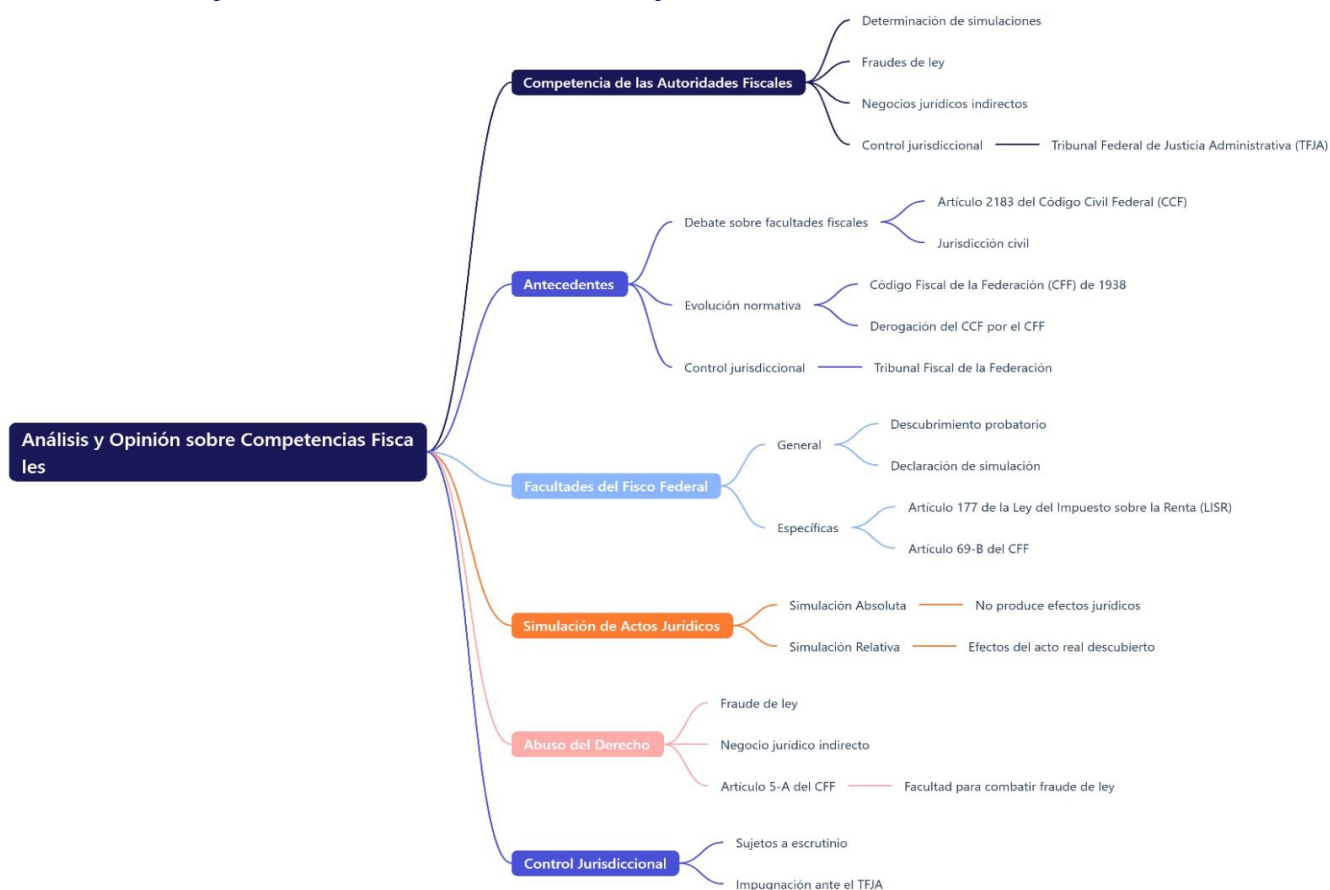 Análisis y Opinión sobre Competencias Fisca
les
Competencia de las Autoridades Fiscales
Determinación de simulaciones
Fraudes de ley
Negocios jurídicos indirectos
Control jurisdiccional
Tribunal Federal de Justicia Administrativa (TFJA)
Antecedentes
Debate sobre facultades fiscales
Artículo 2183 del Código Civil Federal (CCF)
Jurisdicción civil
Evolución normativa
Código Fiscal de la Federación (CFF) de 1938
Derogación del CCF por el CFF
Control jurisdiccional
Tribunal Fiscal de la Federación
Facultades del Fisco Federal
General
Descubrimiento probatorio
Declaración de simulación
Específicas
Artículo 177 de la Ley del Impuesto sobre la Renta (LISR)
Artículo 69-B del CFF
Simulación de Actos Jurídicos
Simulación Absoluta
No produce efectos jurídicos
Simulación Relativa
Efectos del acto real descubierto
Abuso del Derecho
Fraude de ley
Negocio jurídico indirecto
Artículo 5-A del CFF
Facultad para combatir fraude de ley
Control Jurisdiccional
Sujetos a escrutinio
Impugnación ante el TFJA